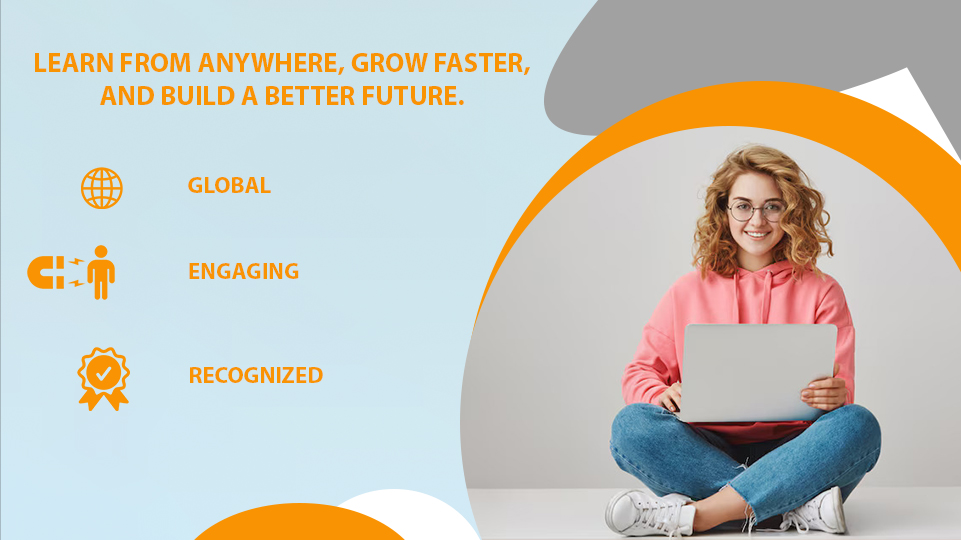 LEARN FROM ANYWHERE, GROW FASTER,
AND BUILD A BETTER FUTURE.
GLOBAL
ENGAGING
RECOGNIZED